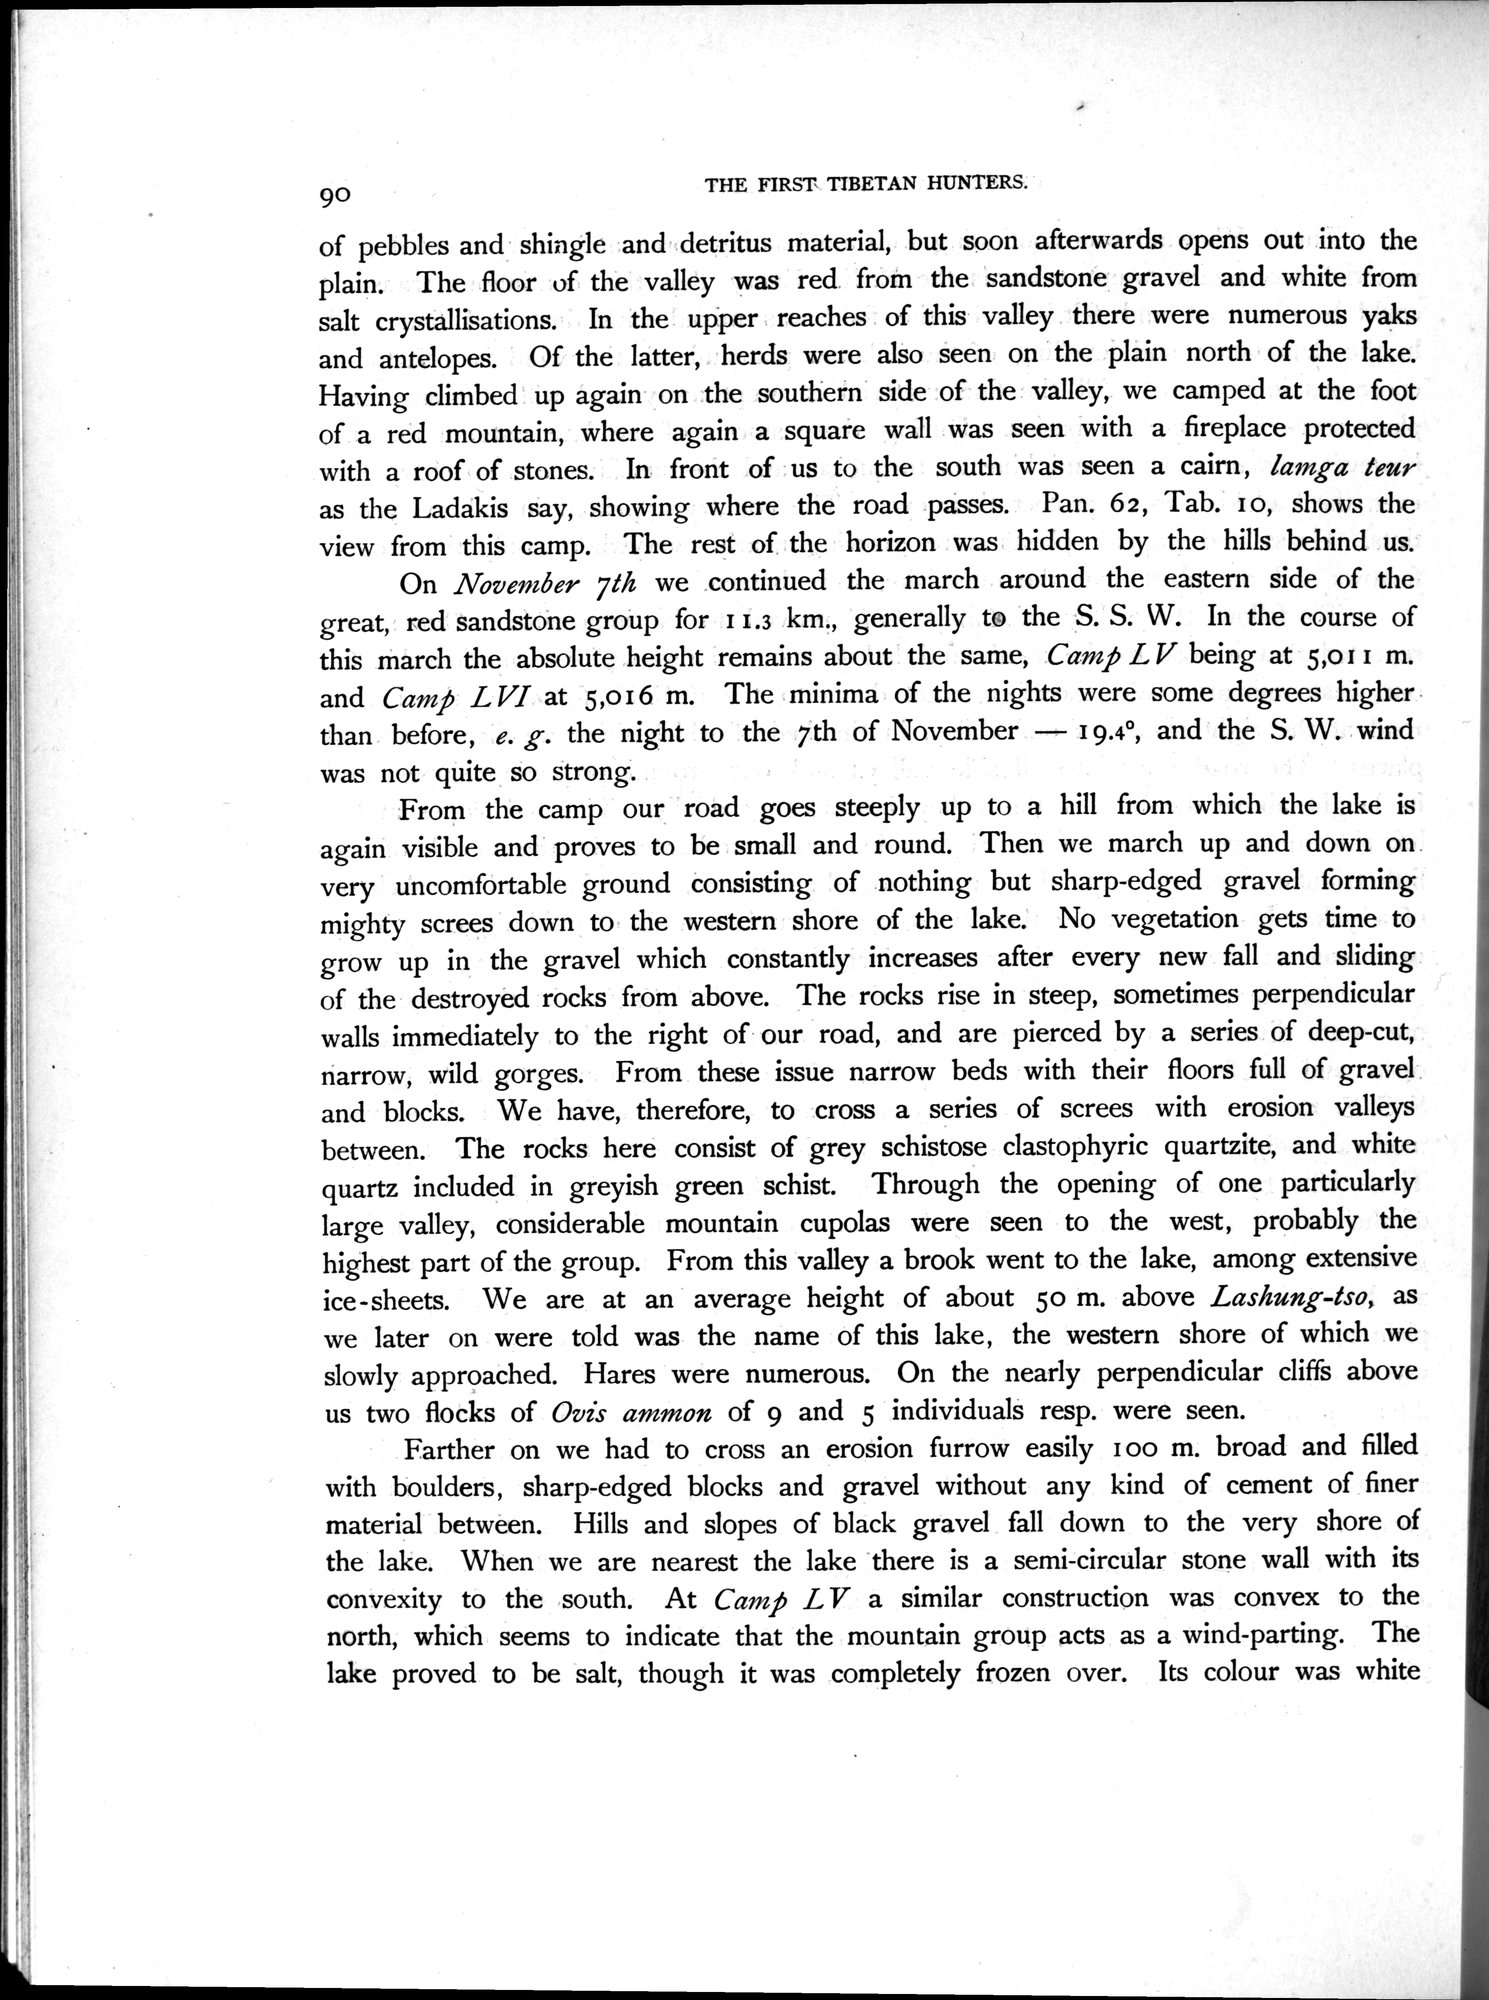 90
THE FIRST TIBETAN HUNTERS.
of pebbles and shingle and detritus material, but soon afterwards opens out into the
plain. The floor of the valley was red from the sandstone gravel and white from
salt crystallisations. In the upper reaches of this valley there were numerous yaks
and antelopes. Of the latter, herds were also seen on the plain north of the lake.
Having climbed up again on the southern side of the valley, we camped at the foot
of a red mountain, where again a square wall was seen with a fireplace protected
with a roof of stones. In front of us to the south was seen a cairn, lamga teur
as the Ladakis say, showing where the road passes. Pan. 62, Tab. 10, shows the
view from this camp. The rest of the horizon was hidden by the hills behind us.
On November 7th we continued the march around the eastern side of the
great, red sandstone group for 11.3 km., generally to the S. S. W. In the course of
this march the absolute height remains about the same, Camp LV being at 5,011 m.
and Camp LVI at 5,016 m. The minima of the nights were some degrees higher
than before, e. g. the night to the 7th of November — 19.4°, and the S. W. wind
was not quite so strong.
From the camp our road goes steeply up to a hill from which the lake is
again visible and proves to be small and round. Then we march up and down on
very uncomfortable ground consisting of nothing but sharp-edged gravel forming
mighty screes down to the western shore of the lake. No vegetation gets time to
grow up in the gravel which constantly increases after every new fall and sliding
of the destroyed rocks from above. The rocks rise in steep, sometimes perpendicular
walls immediately to the right of our road, and are pierced by a series of deep-cut,
narrow, wild gorges. From these issue narrow beds with their floors full of gravel
and blocks. We have, therefore, to cross a series of screes with erosion valleys
between. The rocks here consist of grey schistose clastophyric quartzite, and white
quartz included in greyish green schist. Through the opening of one particularly
large valley, considerable mountain cupolas were seen to the west, probably the
highest part of the group. From this valley a brook went to the lake, among extensive
ice-sheets. We are at an average height of about 50 m. above Lashung-tso, as
we later on were told was the name of this lake, the western shore of which we
slowly approached. Hares were numerous. On the nearly perpendicular cliffs above
us two flocks of Ovis ammon of 9 and 5 individuals resp. were seen.
Farther on we had to cross an erosion furrow easily 100 m. broad and filled
with boulders, sharp-edged blocks and gravel without any kind of cement of finer
material between. Hills and slopes of black gravel fall down to the very shore of
the lake. When we are nearest the lake there is a semi-circular stone wall with its
convexity to the south. At Camp LV a similar construction was convex to the
north, which seems to indicate that the mountain group acts as a wind-parting. The
lake proved to be salt, though it was completely frozen over. Its colour was white